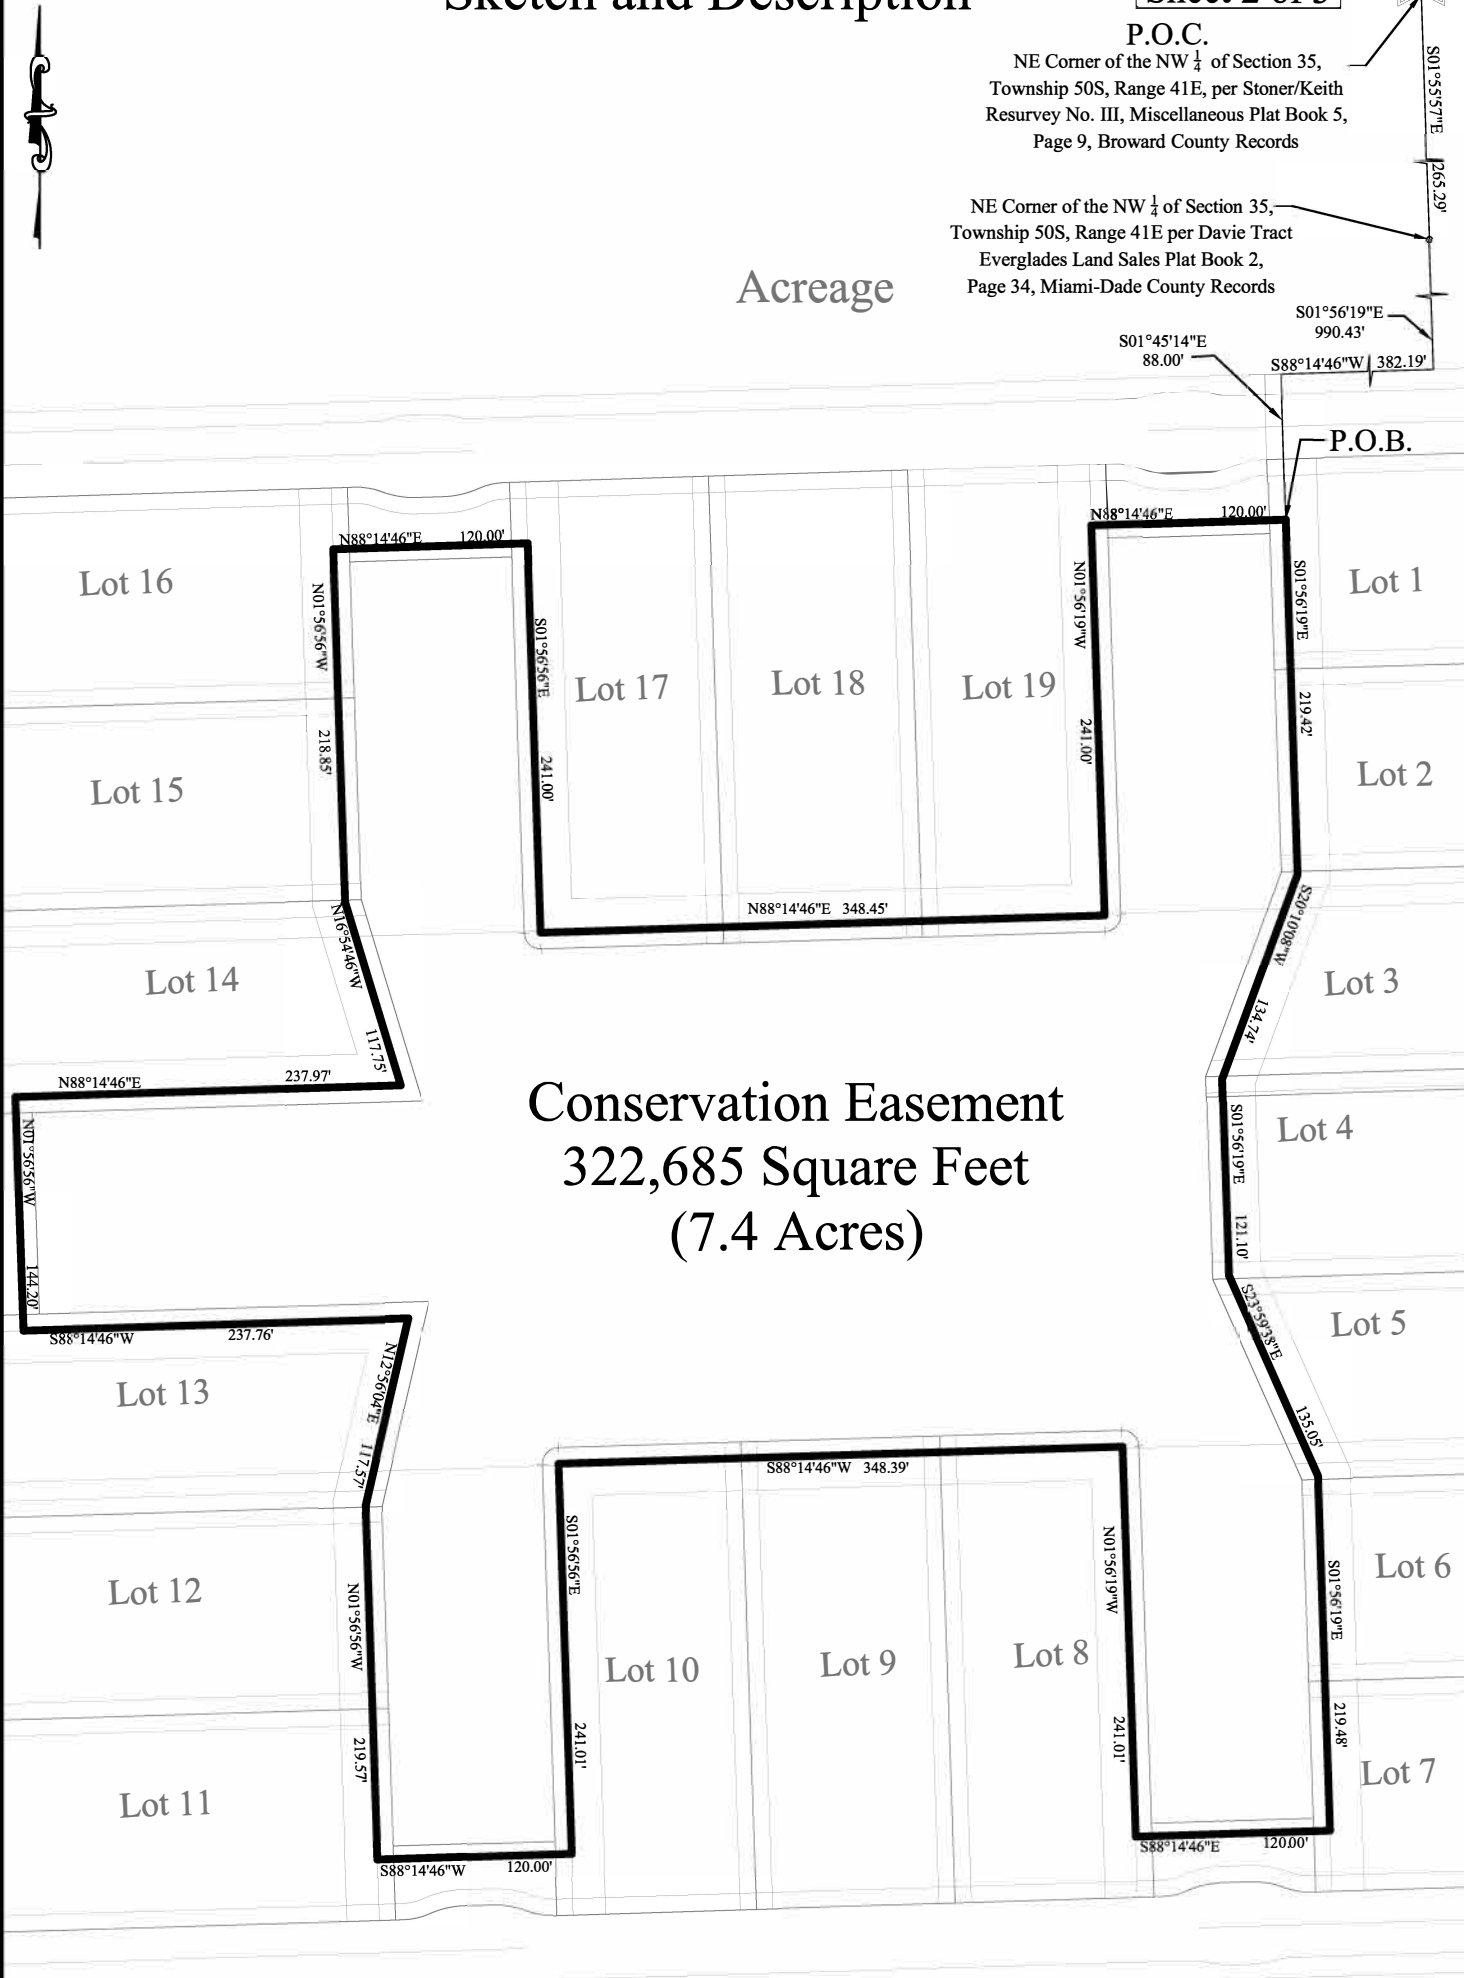 Sketch and Description
P.O.C.
NE Corner of the NW 1/4 of Section 35,
Township 50S, Range 41E, per Stoner/Keith
Resurvey No. III, Miscellaneous Plat Book 5,
Page 9, Broward County Records
S01°55'57"E
265.29'
NE Corner of the NW 1/4 of Section 35,
Township 50S, Range 41E per Davie Tract
Everglades Land Sales Plat Book 2,
Page 34, Miami-Dade County Records
Acreage
S01°56'19"E
990.43'
S01°45'14"E
88.00'
S88°14'46"W 382.19'
P.O.B.
N88°14'46"E 120.00'
N88°14'46"E 120.00'
Lot 16
N01°56'56"W
218.85'
S01°56'56"E
241.00'
Lot 17
Lot 18
Lot 19
N01°56'19"W
241.00'
S01°56'19"E
219.42'
Lot 1
Lot 15
Lot 2
N88°14'46"E 348.45'
N16°54'46"W
117.75'
S20°10'08"W
134.74'
Lot 14
Lot 3
N88°14'46"E 237.97'
Conservation Easement
322,685 Square Feet
(7.4 Acres)
N01°56'56"W
144.20'
S01°56'19"E
121.10'
Lot 4
S88°14'46"W 237.76'
S23°59'38"E
135.05'
Lot 5
Lot 13
N12°56'04"E
117.57'
S88°14'46"W 348.39'
Lot 12
N01°56'56"W
219.57'
S01°56'56"E
241.01'
N01°56'19"W
241.01'
S01°56'19"E
219.48'
Lot 6
Lot 10
Lot 9
Lot 8
Lot 11
Lot 7
S88°14'46"W 120.00'
S88°14'46"E 120.00'